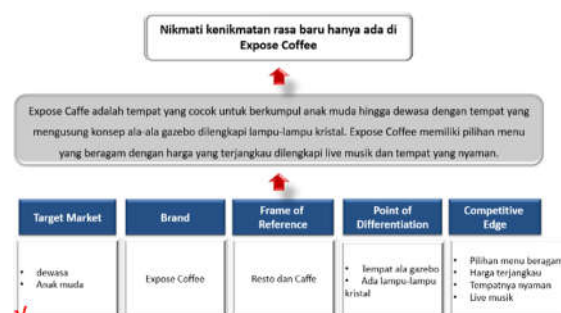 Nikmati kenikmatan rasa baru hanya ada di
Expose Coffee
Expose Caffe adalah tempat yang cocok untuk berkumpul anak muda hingga dewasa dengan tempat yang
mengusung konsep ala-ala gazebo dilengkapi lampu-lampu kristal. Expose Coffee memiliki pilihan menu
yang beragam dengan harga yang terjangkau dilengkapi live musik dan tempat yang nyaman.
Target Market
• dewasa
• Anak muda
Brand
Expose Coffee
Frame of
Reference
Resto dan Caffe
Point of
Differentiation
• Tempat ala gazebo
• Ada lampu-lampu
kristal
Competitive
Edge
• Pilihan menu beragam
• Harga terjangkau
• Tempatnya nyaman
• Live musik